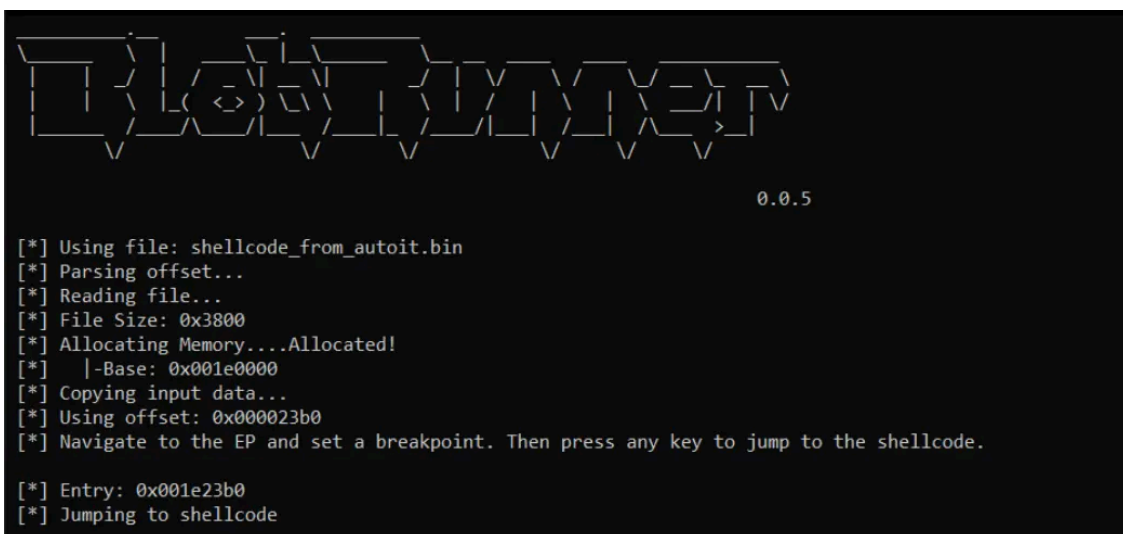 BlobRunner
0.0.5
[*] Using file: shellcode_from_autoit.bin
[*] Parsing offset...
[*] Reading file...
[*] File Size: 0x3800
[*] Allocating Memory....Allocated!
[*]   |-Base: 0x001e0000
[*] Copying input data...
[*] Using offset: 0x000023b0
[*] Navigate to the EP and set a breakpoint. Then press any key to jump to the shellcode.
[*] Entry: 0x001e23b0
[*] Jumping to shellcode